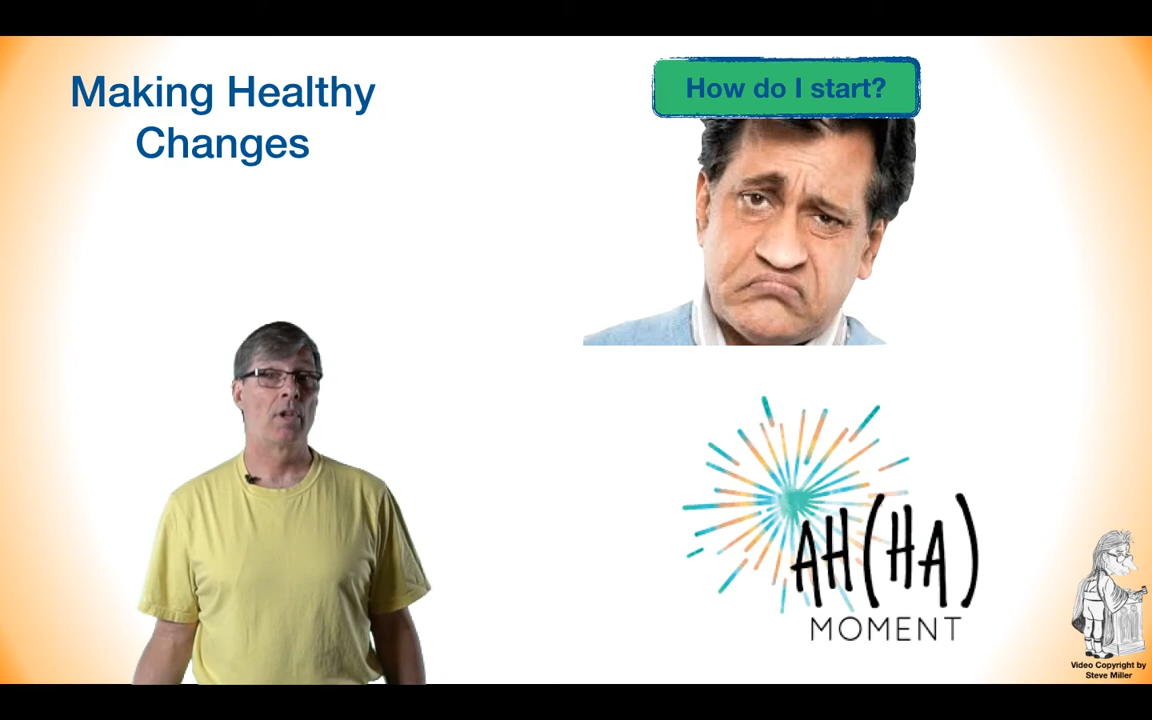 Making Healthy
Changes
How do I start?
AH(HA)
MOMENT
Video Copyright by
Steve Miller